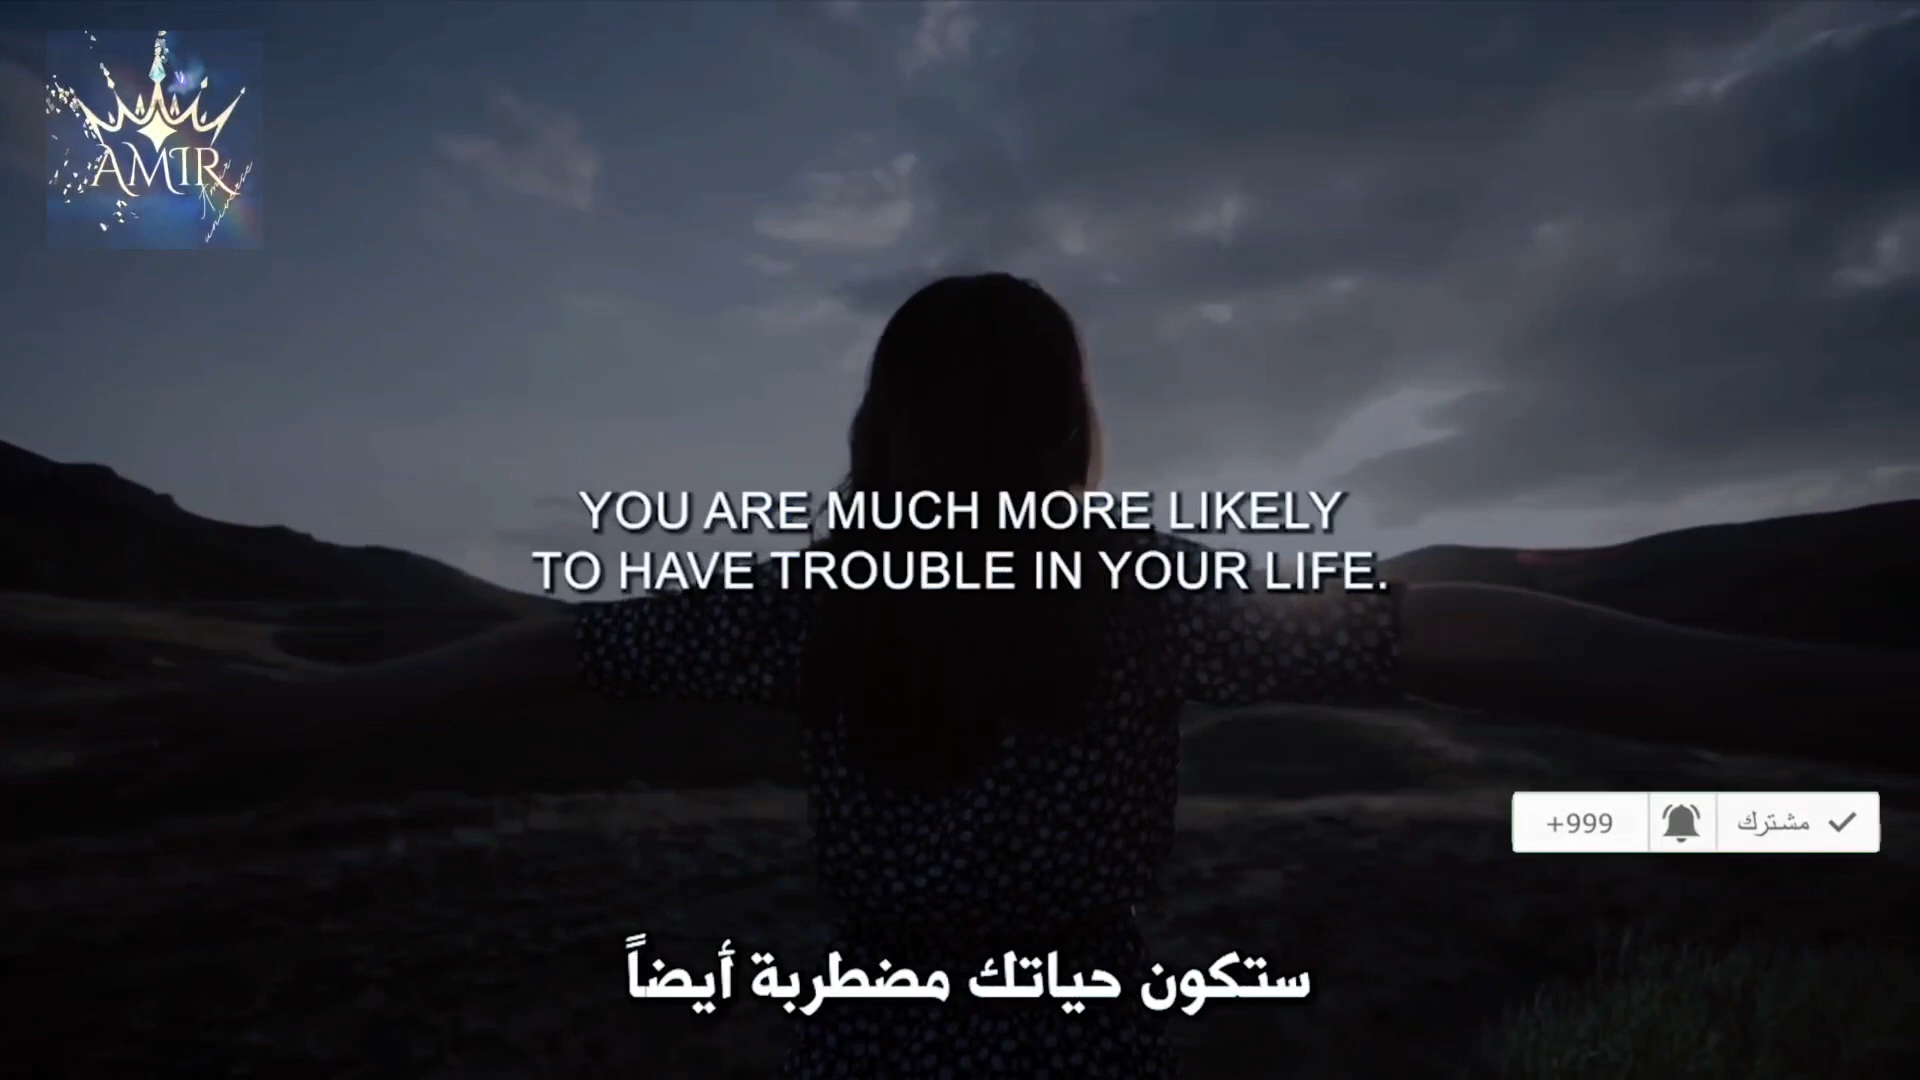 AMIR
YOU ARE MUCH MORE LIKELY
TO HAVE TROUBLE IN YOUR LIFE.
+999
مشترك
ستكون حياتك مضطربة أيضاً